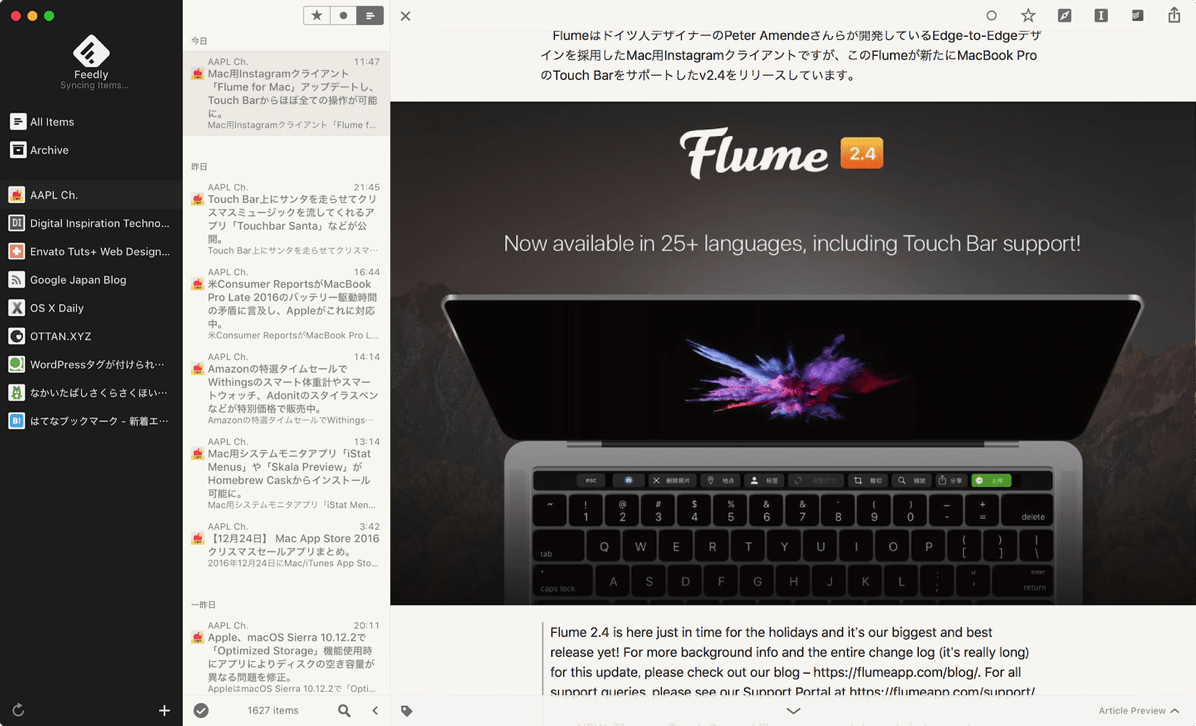 Feedly
Syncing Items...
All Items
Archive
AAPL Ch.
Digital Inspiration Techno...
Envato Tuts+ Web Design...
Google Japan Blog
OS X Daily
OTTAN.XYZ
WordPressタグが付けられ…
なかいたばしさくらさくほい…
B!
はてなブックマーク - 新着エ…
今日
AAPL Ch. 11:47
Mac用Instagramクライアント
「Flume for Mac」アップデートし、
Touch Barからほぼ全ての操作が可能
に。
Mac用Instagramクライアント「Flume f...
昨日
AAPL Ch. 21:45
Touch Bar上にサンタを走らせてクリ
スマスミュージックを流してくれるア
プリ「Touchbar Santa」などが公
開。
Touch Bar上にサンタを走らせてクリスマ…
AAPL Ch. 16:44
米Consumer ReportsがMacBook
Pro Late 2016のバッテリー駆動時間
の矛盾に言及し、Appleがこれに対応
中。
米Consumer ReportsがMacBook Pro L...
AAPL Ch. 14:14
Amazonの特選タイムセールで
Withingsのスマート体重計やスマー
トウォッチ、Adonitのスタイラスペン
などが特別価格で販売中。
Amazonの特選タイムセールでWithings…
AAPL Ch. 13:14
Mac用システムモニタアプリ「iStat
Menus」や「Skala Preview」が
Homebrew Caskからインストール
可能に。
Mac用システムモニタアプリ「iStat Men...
AAPL Ch. 3:42
【12月24日】 Mac App Store 2016
クリスマスセールアプリまとめ。
2016年12月24日にMac/iTunes App Sto...
一昨日
AAPL Ch. 20:11
Apple、macOS Sierra 10.12.2で
「Optimized Storage」機能使用時
にアプリによりディスクの空き容量が
異なる問題を修正。
AppleはmacOS Sierra 10.12.2で「Opti...
1627 items
Flumeはドイツ人デザイナーのPeter Amendeさんらが開発しているEdge-to-Edgeデザ
インを採用したMac用Instagramクライアントですが、このFlumeが新たにMacBook Pro
のTouch Barをサポートしたv2.4をリリースしています。
Flume 2.4
Now available in 25+ languages, including Touch Bar support!
esc 删除照片 地点 标签 裁切 缩放 分享 上传
~ ! @ # $ % & & * ( ) – +
1 2 3 4 5 6 7 8 9 0 - = delete
tab Q W E R T Y U I O P { [ } ] | \
caps lock A S D F G H J K L : ; " ' enter return
Flume 2.4 is here just in time for the holidays and it's our biggest and best
release yet! For more background info and the entire change log (it's really long)
for this update, please check out our blog – https://flumeapp.com/blog/. For all
support queries, please see our Support Portal at https://flumeapp.com/support/
Article Preview